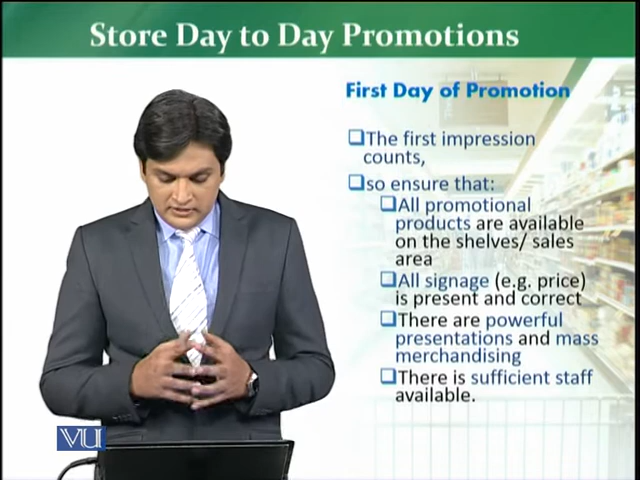 Store Day to Day Promotions
First Day of Promotion
The first impression
counts,
so ensure that:
All promotional
products are available
on the shelves/ sales
area
All signage (e.g. price)
is present and correct
There are powerful
presentations and mass
merchandising
There is sufficient staff
available.
VU